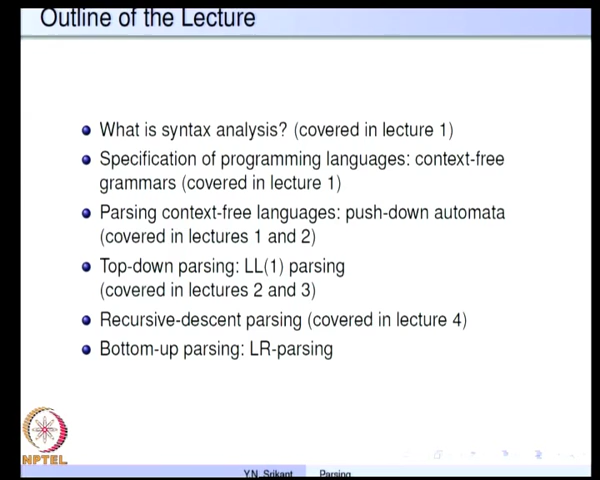 Outline of the Lecture
What is syntax analysis? (covered in lecture 1)
Specification of programming languages: context-free
grammars (covered in lecture 1)
Parsing context-free languages: push-down automata
(covered in lectures 1 and 2)
Top-down parsing: LL(1) parsing
(covered in lectures 2 and 3)
Recursive-descent parsing (covered in lecture 4)
Bottom-up parsing: LR-parsing
NPTEL
Y.N. Srikant Parsing